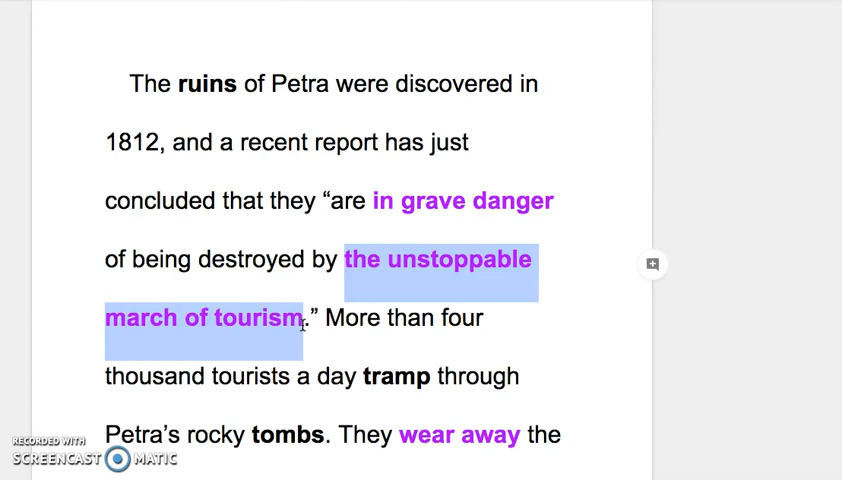 The ruins of Petra were discovered in
1812, and a recent report has just
concluded that they “are in grave danger
of being destroyed by the unstoppable
march of tourism.” More than four
thousand tourists a day tramp through
Petra’s rocky tombs. They wear away the
RECORDED WITH
SCREENCAST MATIC